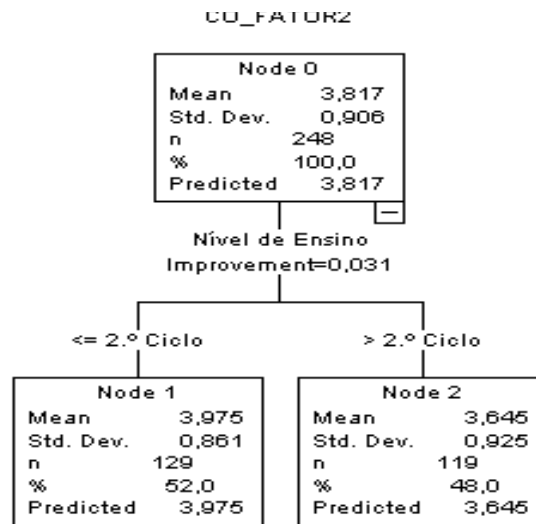 CO_FATOR2
Node 0
Mean 3,817
Std. Dev. 0,906
n 248
% 100,0
Predicted 3,817
Nível de Ensino
Improvement=0,031
<= 2.º Ciclo
> 2.º Ciclo
Node 1
Mean 3,975
Std. Dev. 0,861
n 129
% 52,0
Predicted 3,975
Node 2
Mean 3,645
Std. Dev. 0,925
n 119
% 48,0
Predicted 3,645